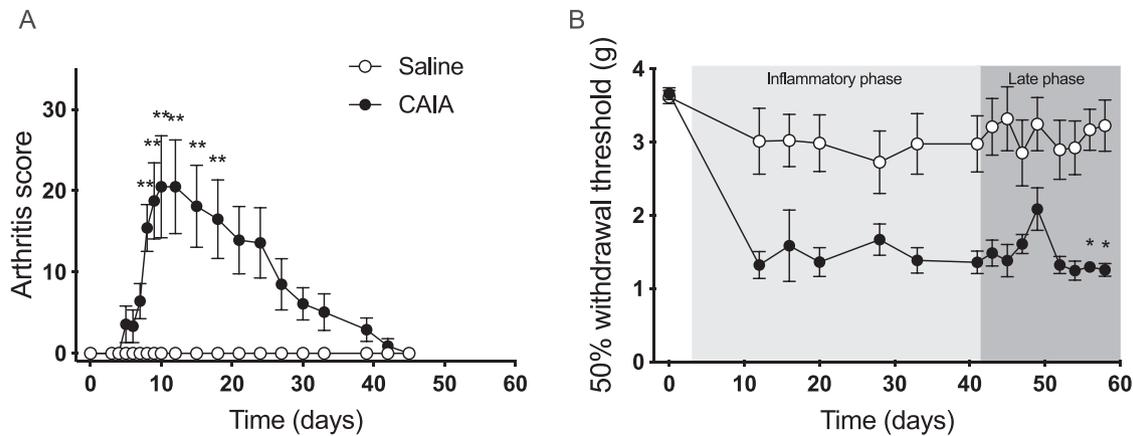 A
Saline
CAIA
Arthritis score
30
20
10
0
** ** ** ** ** **
0 10 20 30 40 50 60
Time (days)
B
50% withdrawal threshold (g)
4
3
2
1
0
Inflammatory phase
Late phase
* *
0 10 20 30 40 50 60
Time (days)